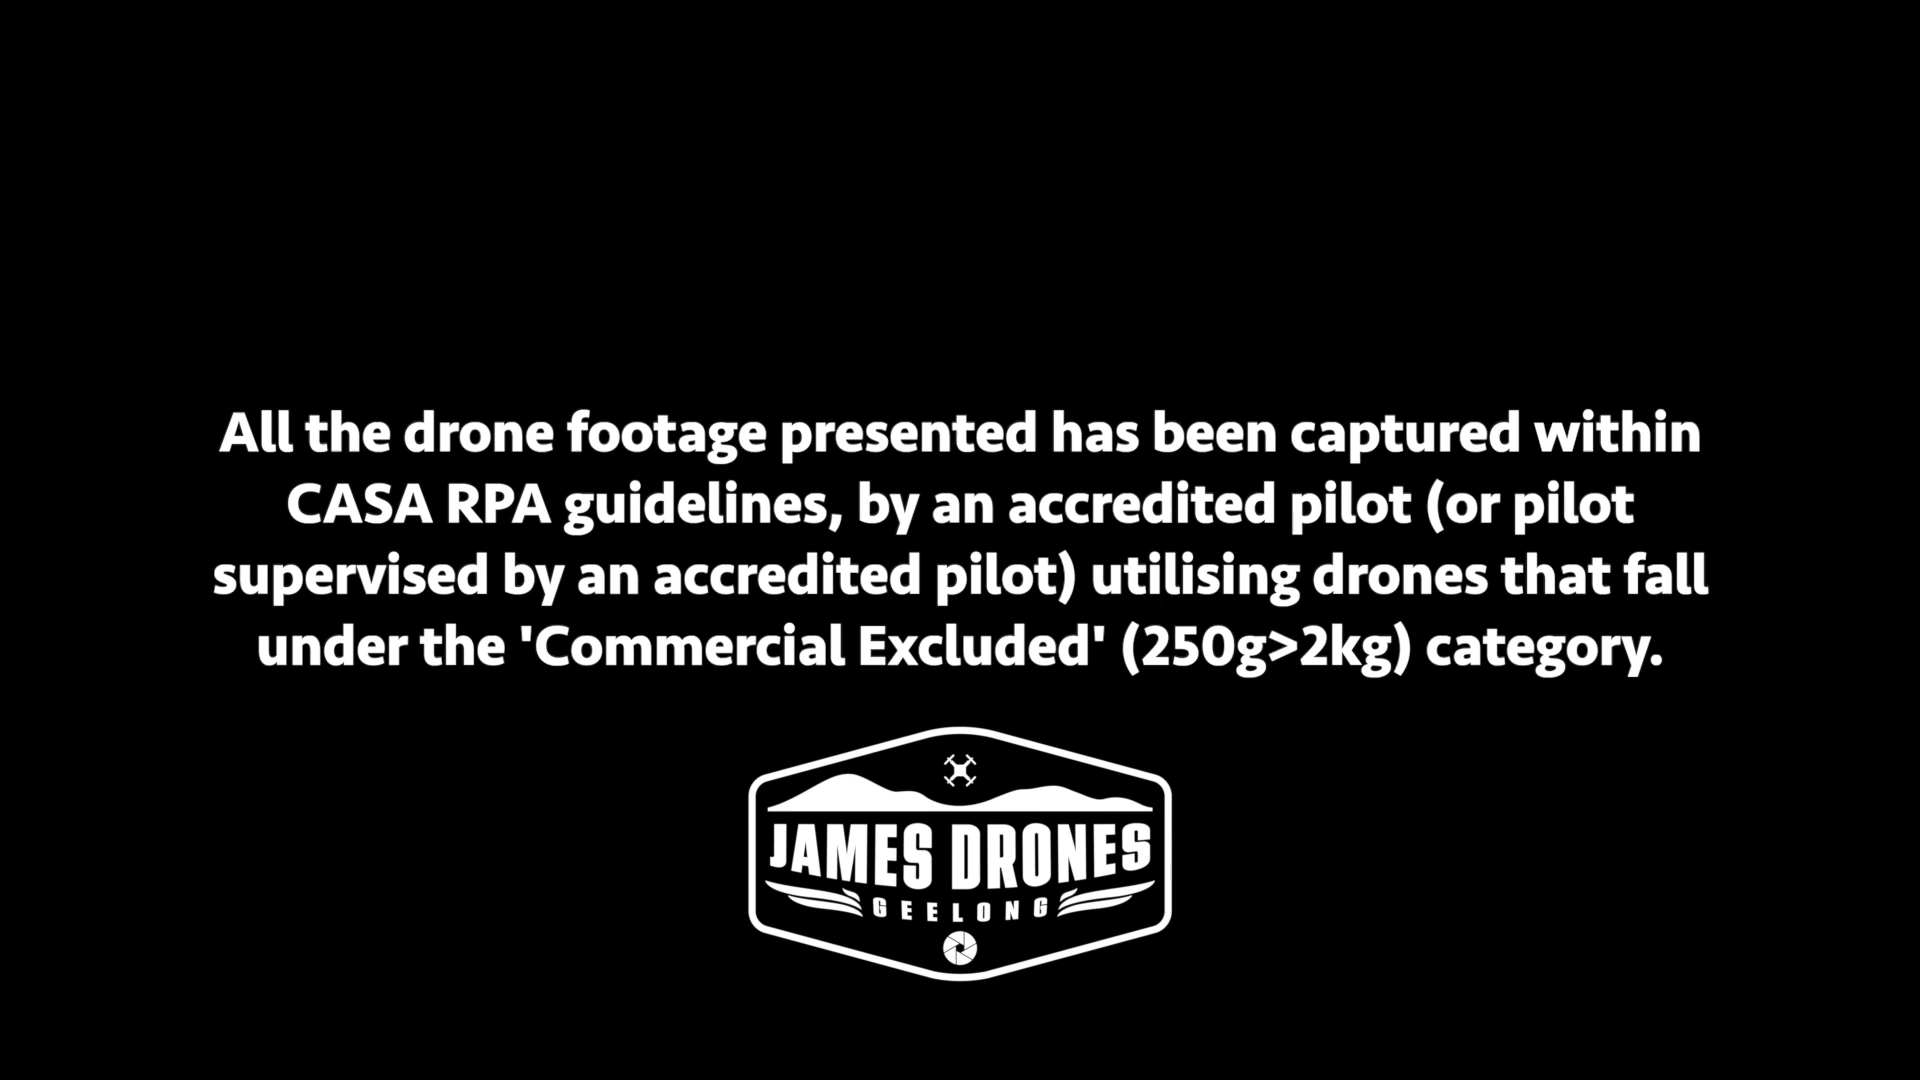 All the drone footage presented has been captured within
CASA RPA guidelines, by an accredited pilot (or pilot
supervised by an accredited pilot) utilising drones that fall
under the 'Commercial Excluded' (250g>2kg) category.
JAMES DRONES
GEELONG